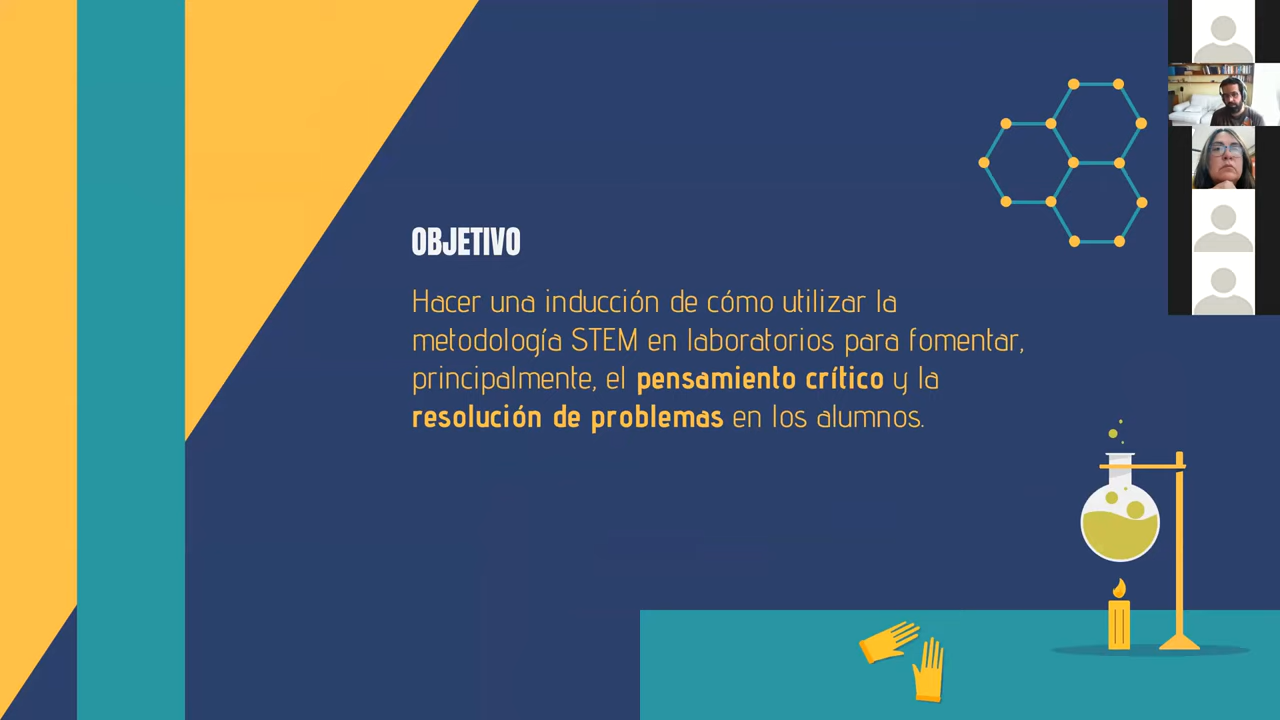 OBJETIVO
Hacer una inducción de cómo utilizar la
metodología STEM en laboratorios para fomentar,
principalmente, el pensamiento crítico y la
resolución de problemas en los alumnos.